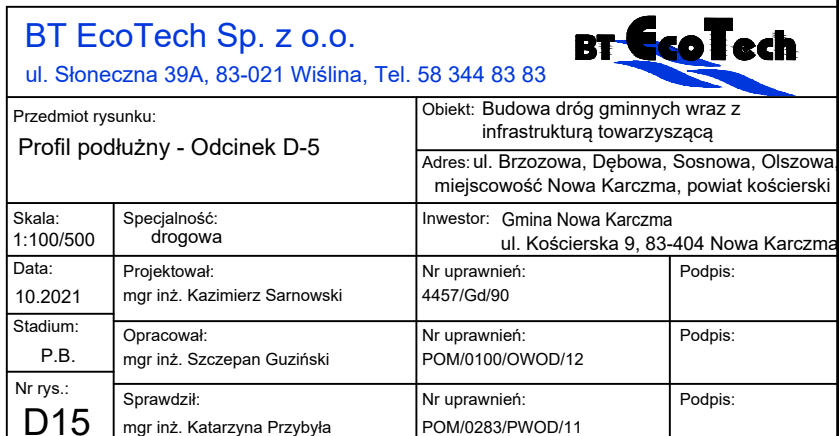 BT EcoTech Sp. z o.o.
ul. Słoneczna 39A, 83-021 Wiślina, Tel. 58 344 83 83
BT EcoTech
Przedmiot rysunku:
Profil podłużny - Odcinek D-5
Obiekt: Budowa dróg gminnych wraz z
infrastrukturą towarzyszącą
Adres: ul. Brzozowa, Dębowa, Sosnowa, Olszowa,
miejscowość Nowa Karczma, powiat kościerski
Skala:
1:100/500
Specjalność:
drogowa
Inwestor: Gmina Nowa Karczma
ul. Kościerska 9, 83-404 Nowa Karczma
Data:
10.2021
Projektował:
mgr inż. Kazimierz Sarnowski
Nr uprawnień:
4457/Gd/90
Podpis:
Stadium:
P.B.
Opracował:
mgr inż. Szczepan Guziński
Nr uprawnień:
POM/0100/OWOD/12
Podpis:
Nr rys.:
D15
Sprawdził:
mgr inż. Katarzyna Przybyła
Nr uprawnień:
POM/0283/PWOD/11
Podpis: